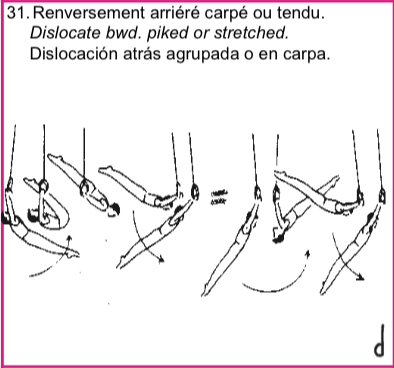 31. Renversement arriéré carpé ou tendu.
Dislocate bwd. piked or stretched.
Dislocación atrás agrupada o en carpa.
=
d